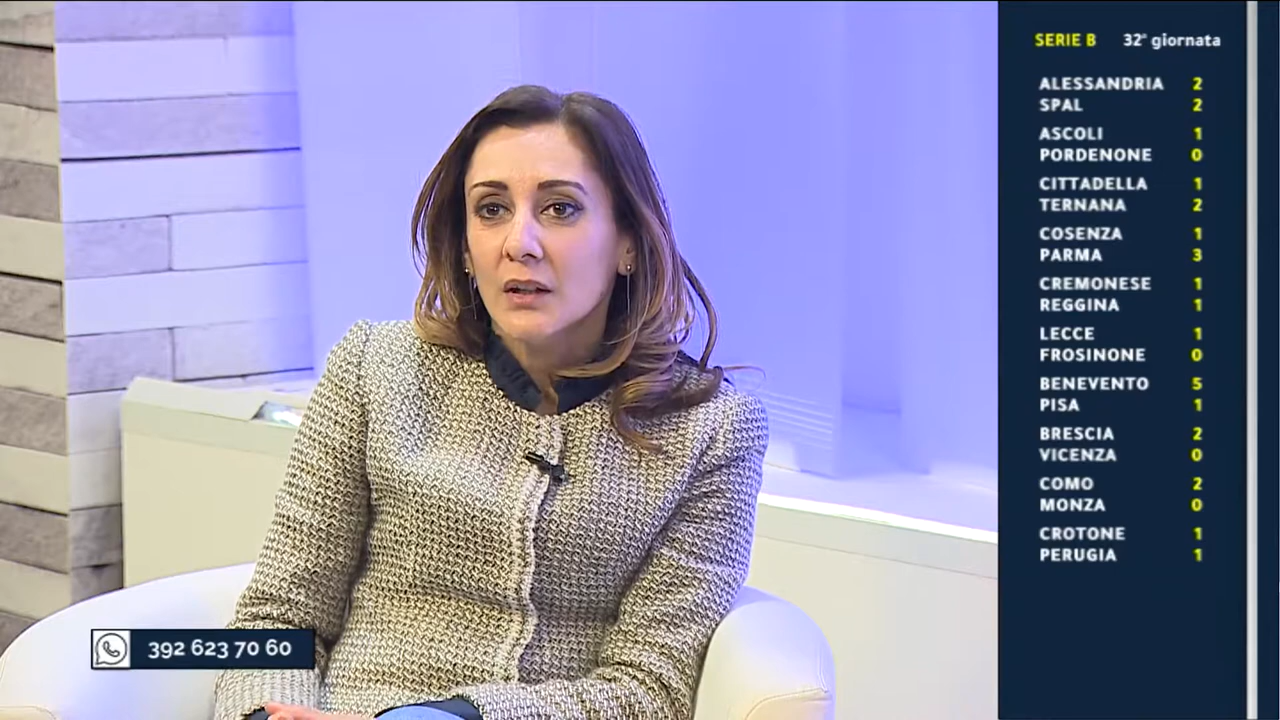 SERIE B 32ª giornata
ALESSANDRIA 2
SPAL 2
ASCOLI 1
PORDENONE 0
CITTADELLA 1
TERNANA 2
COSENZA 1
PARMA 3
CREMONESE 1
REGGINA 1
LECCE 1
FROSINONE 0
BENEVENTO 5
PISA 1
BRESCIA 2
VICENZA 0
COMO 2
MONZA 0
CROTONE 1
PERUGIA 1
392 623 70 60